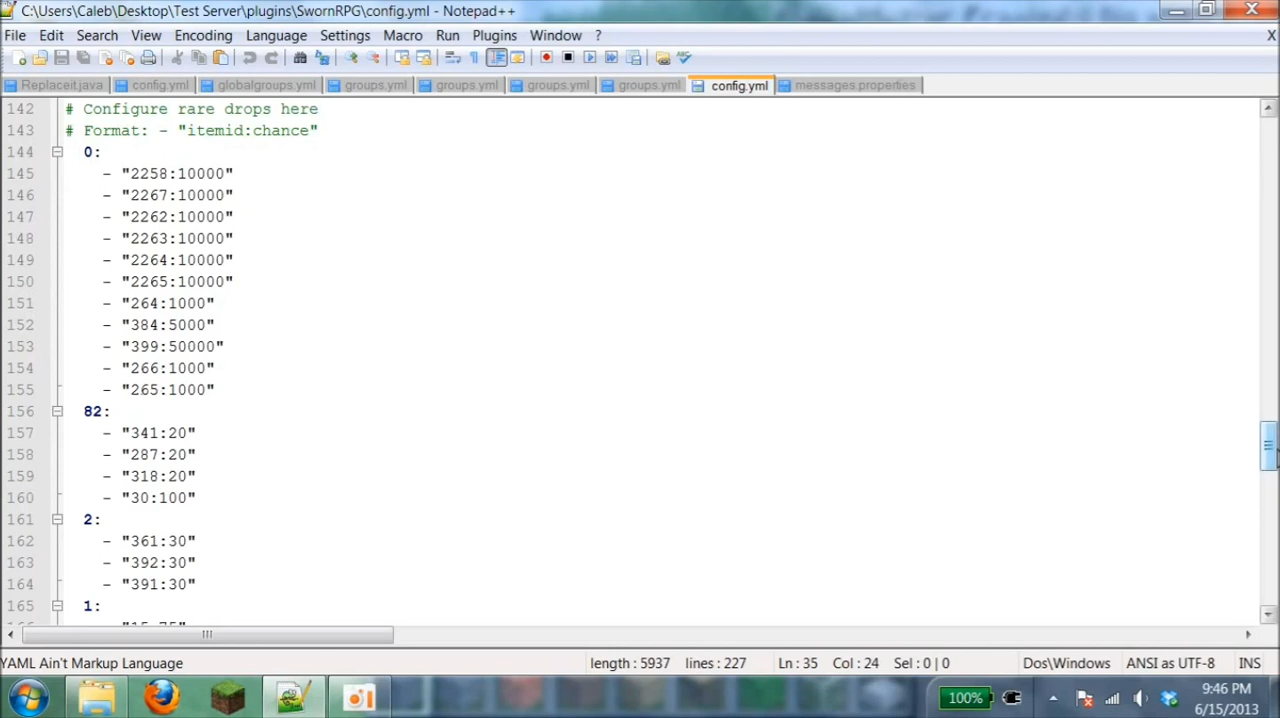 C:\Users\Caleb\Desktop\Test Server\plugins\SwornRPG\config.yml - Notepad++
File Edit Search View Encoding Language Settings Macro Run Plugins Window ? X
Replaceit.java config.yml globalgroups.yml groups.yml groups.yml groups.yml groups.yml config.yml messages.properties
142 # Configure rare drops here
143 # Format: - "itemid:chance"
144 0:
145 - "2258:10000"
146 - "2267:10000"
147 - "2262:10000"
148 - "2263:10000"
149 - "2264:10000"
150 - "2265:10000"
151 - "264:1000"
152 - "384:5000"
153 - "399:50000"
154 - "266:1000"
155 - "265:1000"
156 82:
157 - "341:20"
158 - "287:20"
159 - "318:20"
160 - "30:100"
161 2:
162 - "361:30"
163 - "392:30"
164 - "391:30"
165 1:
YAML Ain't Markup Language length : 5937 lines : 227 Ln : 35 Col : 24 Sel : 0 | 0 Dos\Windows ANSI as UTF-8 INS
100% 9:46 PM
6/15/2013